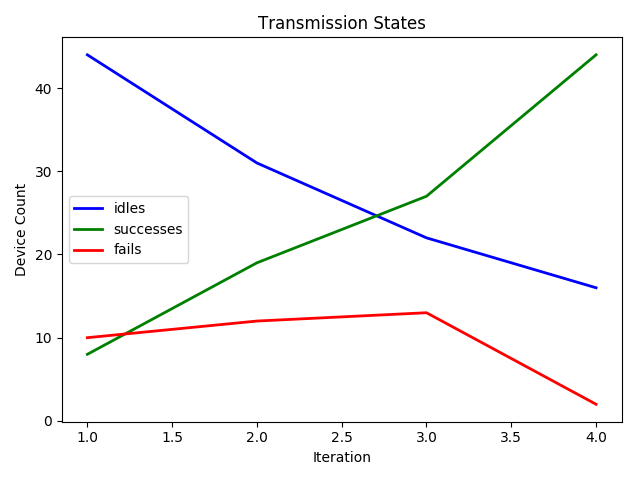 Transmission States
Device Count
40
30
20
10
0
idles
successes
fails
1.0 1.5 2.0 2.5 3.0 3.5 4.0
Iteration